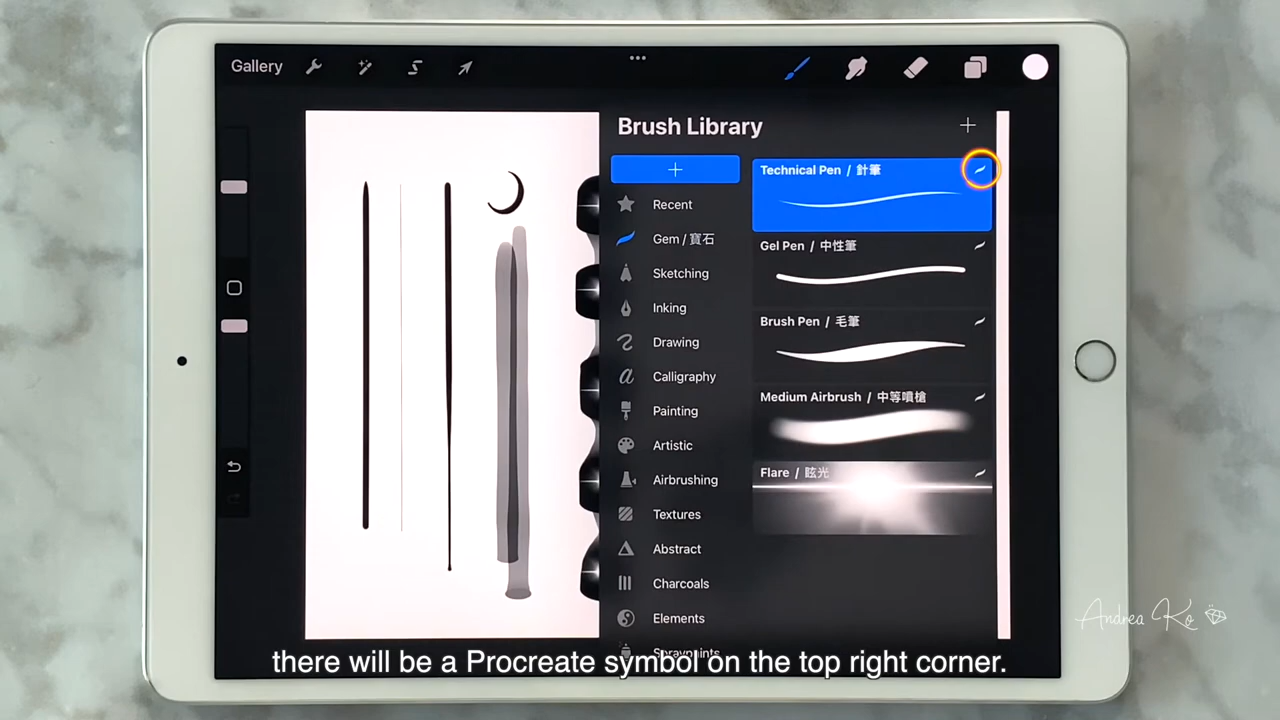 Gallery
Brush Library
Recent
Gem / 寶石
Sketching
Inking
Drawing
Calligraphy
Painting
Artistic
Airbrushing
Textures
Abstract
Charcoals
Elements
Spraypaints
Technical Pen / 針筆
Gel Pen / 中性筆
Brush Pen / 毛筆
Medium Airbrush / 中等噴槍
Flare / 眩光
Andrea Ko
there will be a Procreate symbol on the top right corner.